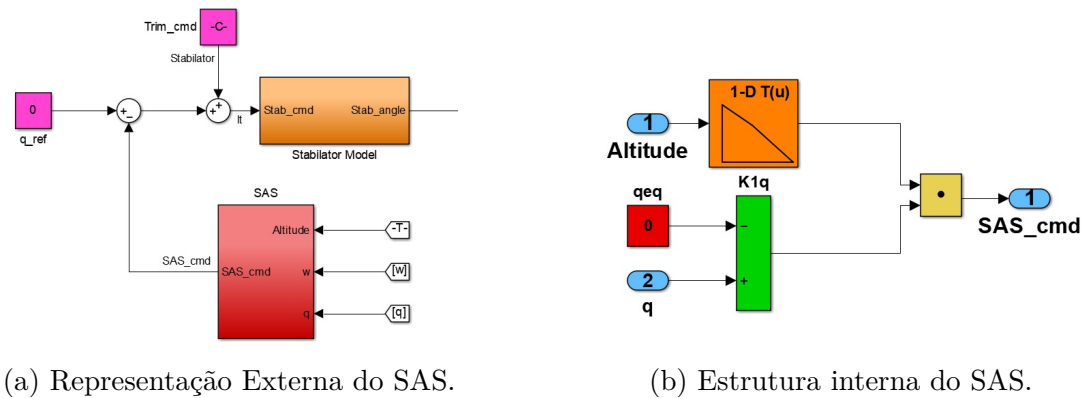 Trim_cmd
-C-
Stabilator
0
q_ref
+
−
+
+
It
Stab_cmd
Stab_angle
Stabilator Model
SAS
Altitude
-T-
SAS_cmd
SAS_cmd
w
[w]
q
[q]
1-D T(u)
1
Altitude
K1q
qeq
0
−
1
SAS_cmd
2
+
q
(a) Representação Externa do SAS.
(b) Estrutura interna do SAS.